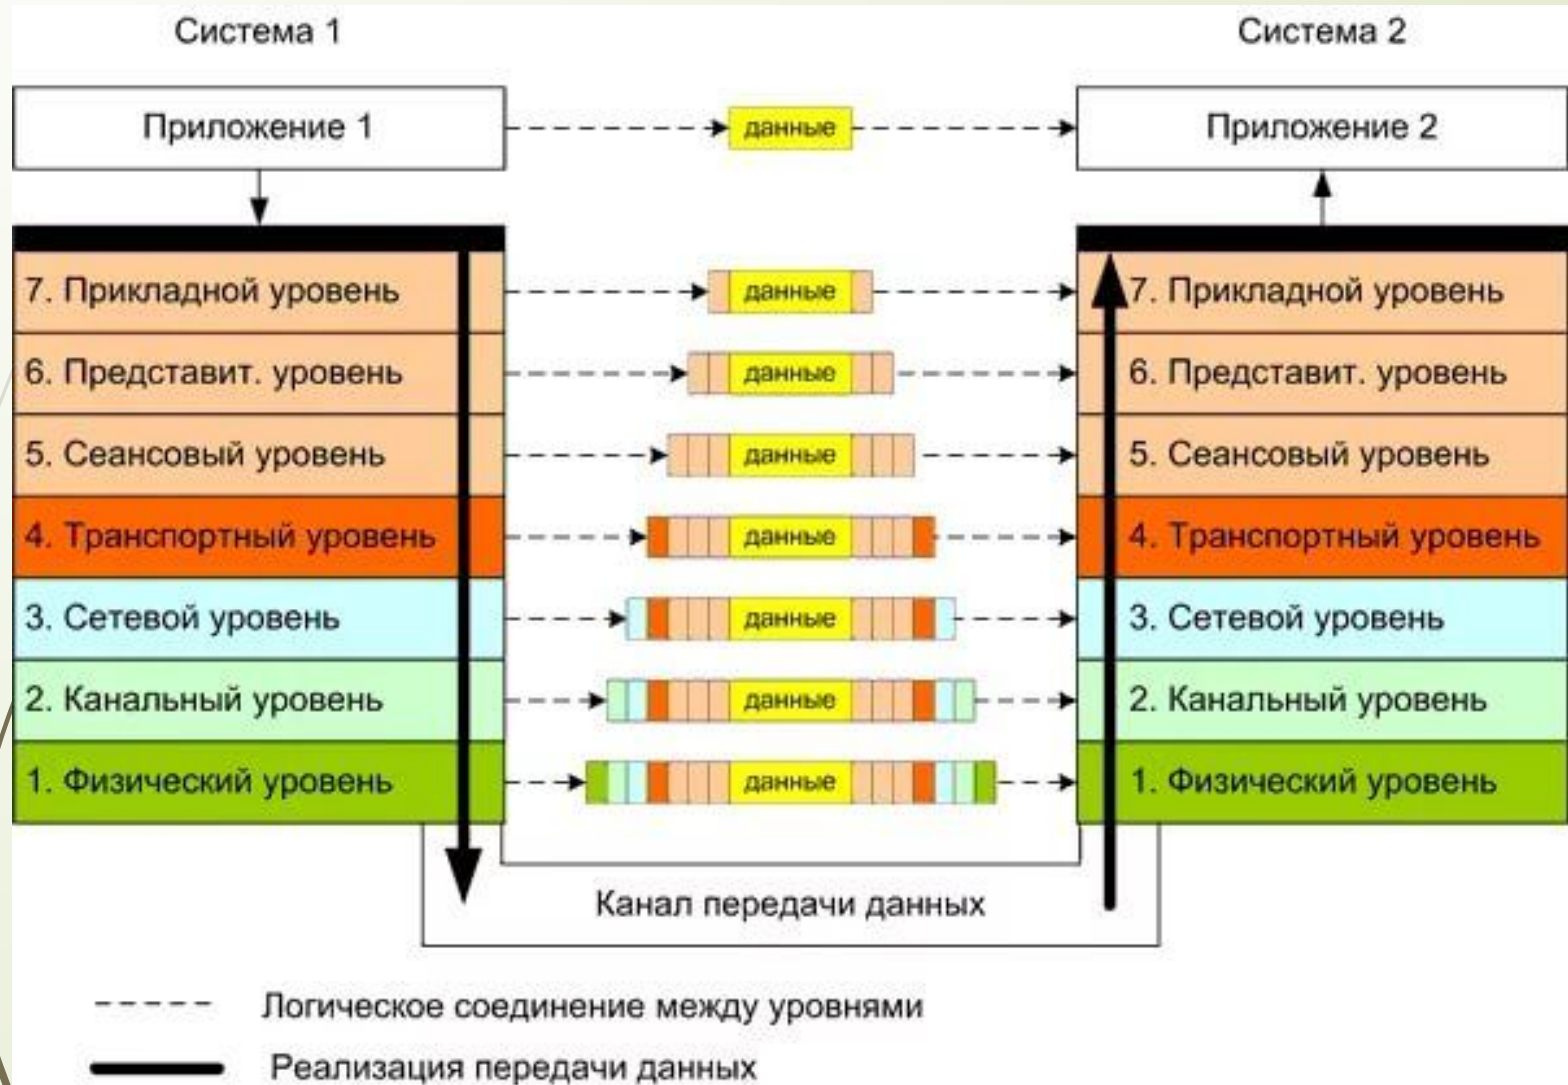 Система 1
Система 2
Приложение 1
данные
Приложение 2
7. Прикладной уровень
данные
7. Прикладной уровень
6. Представит. уровень
данные
6. Представит. уровень
5. Сеансовый уровень
данные
5. Сеансовый уровень
4. Транспортный уровень
данные
4. Транспортный уровень
3. Сетевой уровень
данные
3. Сетевой уровень
2. Канальный уровень
данные
2. Канальный уровень
1. Физический уровень
данные
1. Физический уровень
Канал передачи данных
Логическое соединение между уровнями
Реализация передачи данных